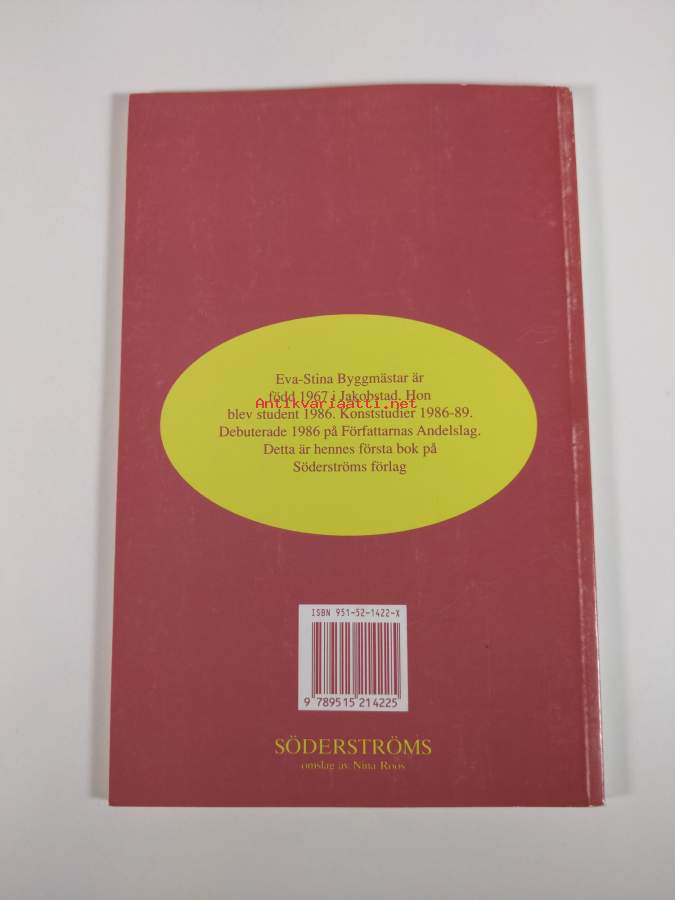 Eva-Stina Byggmästar är
född 1967 i Jakobstad. Hon
Antikvariaatti.net
blev student 1986. Konststudier 1986-89.
Debuterade 1986 på Författarnas Andelslag.
Detta är hennes första bok på
Söderströms förlag
ISBN 951-52-1422-X
9 789515 214225
SÖDERSTRÖMS
omslag av Nina Roos